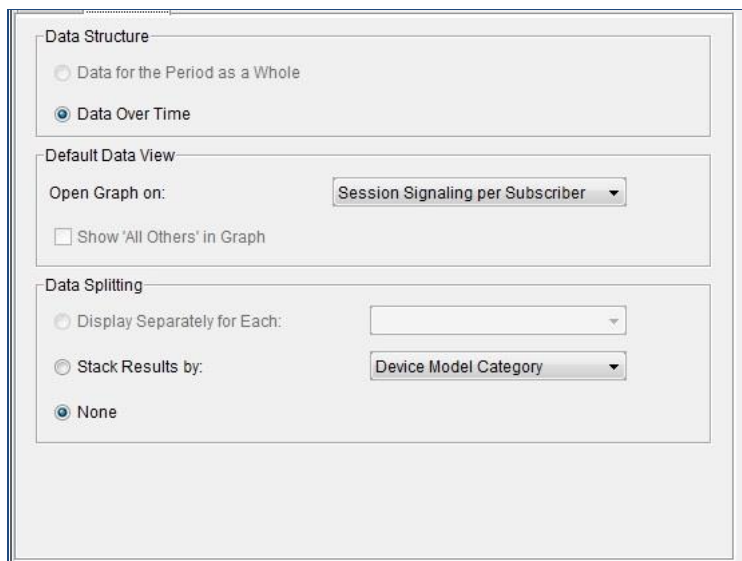 Data Structure
Data for the Period as a Whole
Data Over Time
Default Data View
Open Graph on: Session Signaling per Subscriber
Show 'All Others' in Graph
Data Splitting
Display Separately for Each:
Stack Results by: Device Model Category
None